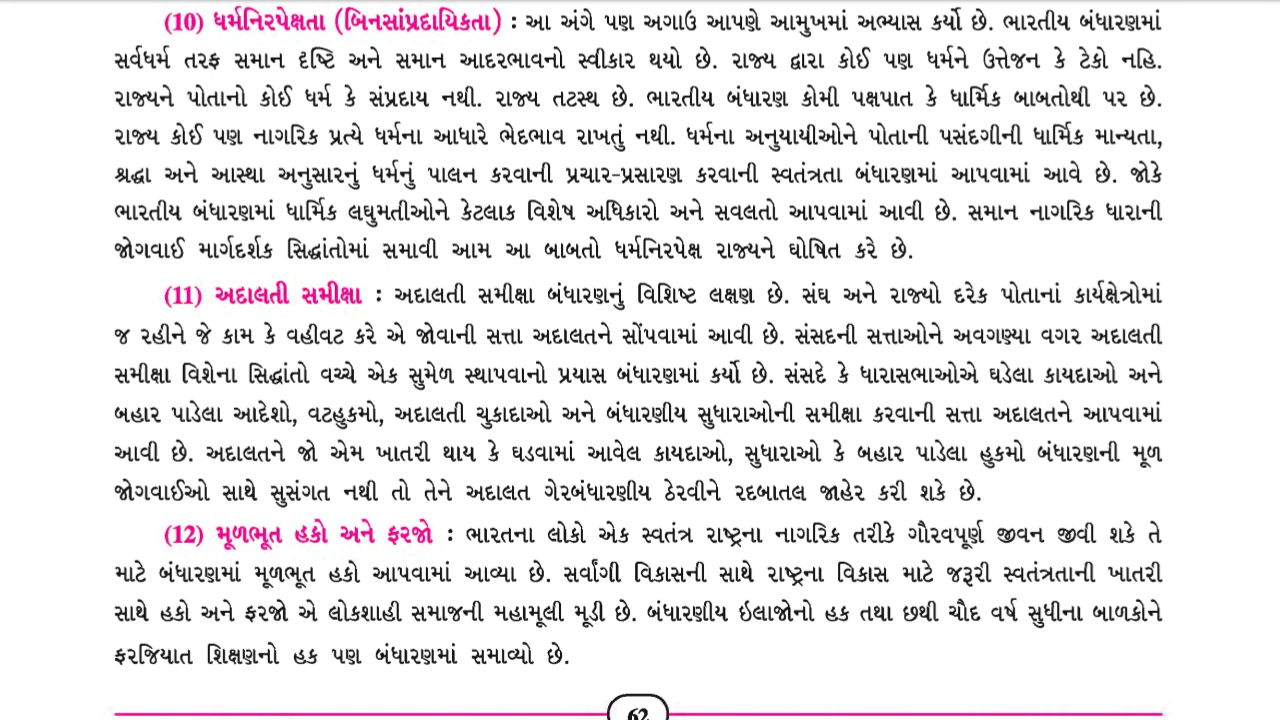 (10) ધર્મનિરપેક્ષતા (બિનસાંપ્રદાયિકતા) : આ અંગે પણ અગાઉ આપણે આમુખમાં અભ્યાસ કર્યો છે. ભારતીય બંધારણમાં
સર્વધર્મ તરફ સમાન દૃષ્ટિ અને સમાન આદરભાવનો સ્વીકાર થયો છે. રાજ્ય દ્વારા કોઈ પણ ધર્મને ઉત્તેજન કે ટેકો નહિ.
રાજ્યને પોતાનો કોઈ ધર્મ કે સંપ્રદાય નથી. રાજ્ય તટસ્થ છે. ભારતીય બંધારણ કોમી પક્ષપાત કે ધાર્મિક બાબતોથી પર છે.
રાજ્ય કોઈ પણ નાગરિક પ્રત્યે ધર્મના આધારે ભેદભાવ રાખતું નથી. ધર્મના અનુયાયીઓને પોતાની પસંદગીની ધાર્મિક માન્યતા,
શ્રદ્ધા અને આસ્થા અનુસારનું ધર્મનું પાલન કરવાની પ્રચાર-પ્રસારણ કરવાની સ્વતંત્રતા બંધારણમાં આપવામાં આવે છે. જોકે
ભારતીય બંધારણમાં ધાર્મિક લઘુમતીઓને કેટલાક વિશેષ અધિકારો અને સવલતો આપવામાં આવી છે. સમાન નાગરિક ધારાની
જોગવાઈ માર્ગદર્શક સિદ્ધાંતોમાં સમાવી આમ આ બાબતો ધર્મનિરપેક્ષ રાજ્યને ઘોષિત કરે છે.
(11) અદાલતી સમીક્ષા : અદાલતી સમીક્ષા બંધારણનું વિશિષ્ટ લક્ષણ છે. સંઘ અને રાજ્યો દરેક પોતાનાં કાર્યક્ષેત્રોમાં
જ રહીને જે કામ કે વહીવટ કરે એ જોવાની સત્તા અદાલતને સોંપવામાં આવી છે. સંસદની સત્તાઓને અવગણ્યા વગર અદાલતી
સમીક્ષા વિશેના સિદ્ધાંતો વચ્ચે એક સુમેળ સ્થાપવાનો પ્રયાસ બંધારણમાં કર્યો છે. સંસદે કે ધારાસભાઓએ ઘડેલા કાયદાઓ અને
બહાર પાડેલા આદેશો, વટહુકમો, અદાલતી ચુકાદાઓ અને બંધારણીય સુધારાઓની સમીક્ષા કરવાની સત્તા અદાલતને આપવામાં
આવી છે. અદાલતને જો એમ ખાતરી થાય કે ઘડવામાં આવેલ કાયદાઓ, સુધારાઓ કે બહાર પાડેલા હુકમો બંધારણની મૂળ
જોગવાઈઓ સાથે સુસંગત નથી તો તેને અદાલત ગેરબંધારણીય ઠેરવીને રદબાતલ જાહેર કરી શકે છે.
(12) મૂળભૂત હકો અને ફરજો : ભારતના લોકો એક સ્વતંત્ર રાષ્ટ્રના નાગરિક તરીકે ગૌરવપૂર્ણ જીવન જીવી શકે તે
માટે બંધારણમાં મૂળભૂત હકો આપવામાં આવ્યા છે. સર્વાંગી વિકાસની સાથે રાષ્ટ્રના વિકાસ માટે જરૂરી સ્વતંત્રતાની ખાતરી
સાથે હકો અને ફરજો એ લોકશાહી સમાજની મહામૂલી મૂડી છે. બંધારણીય ઇલાજોનો હક તથા છથી ચૌદ વર્ષ સુધીના બાળકોને
ફરજિયાત શિક્ષણનો હક પણ બંધારણમાં સમાવ્યો છે.
62